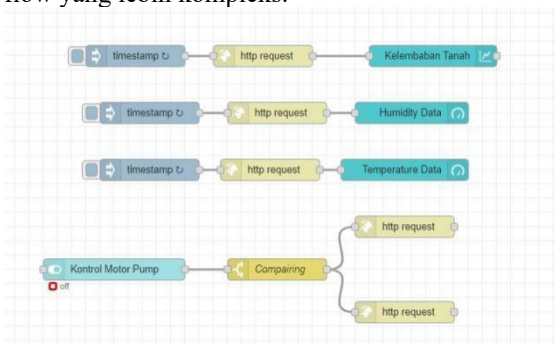 flow yang lebih kompleks.
timestamp ↻ http request Kelembaban Tanah
timestamp ↻ http request Humidity Data
timestamp ↻ http request Temperature Data
http request
Kontrol Motor Pump Compairing
off
http request